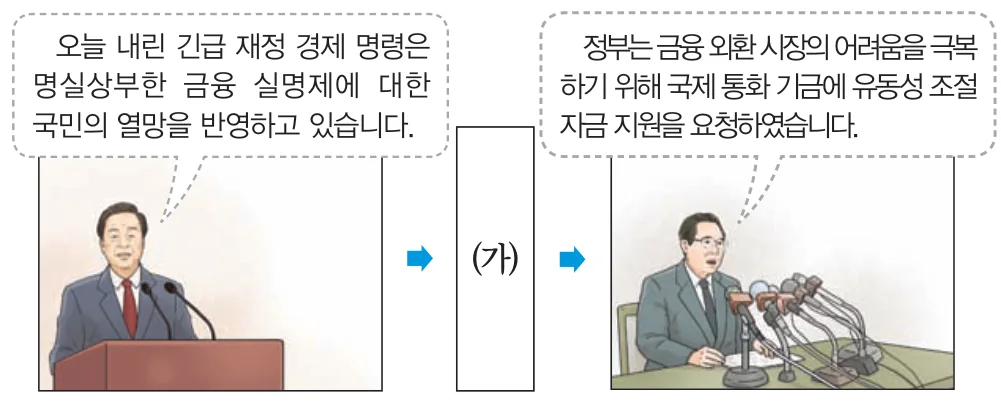 오늘 내린 긴급 재정 경제 명령은
명실상부한 금융 실명제에 대한
국민의 열망을 반영하고 있습니다.
(가)
정부는 금융 외환 시장의 어려움을 극복
하기 위해 국제 통화 기금에 유동성 조절
자금 지원을 요청하였습니다.